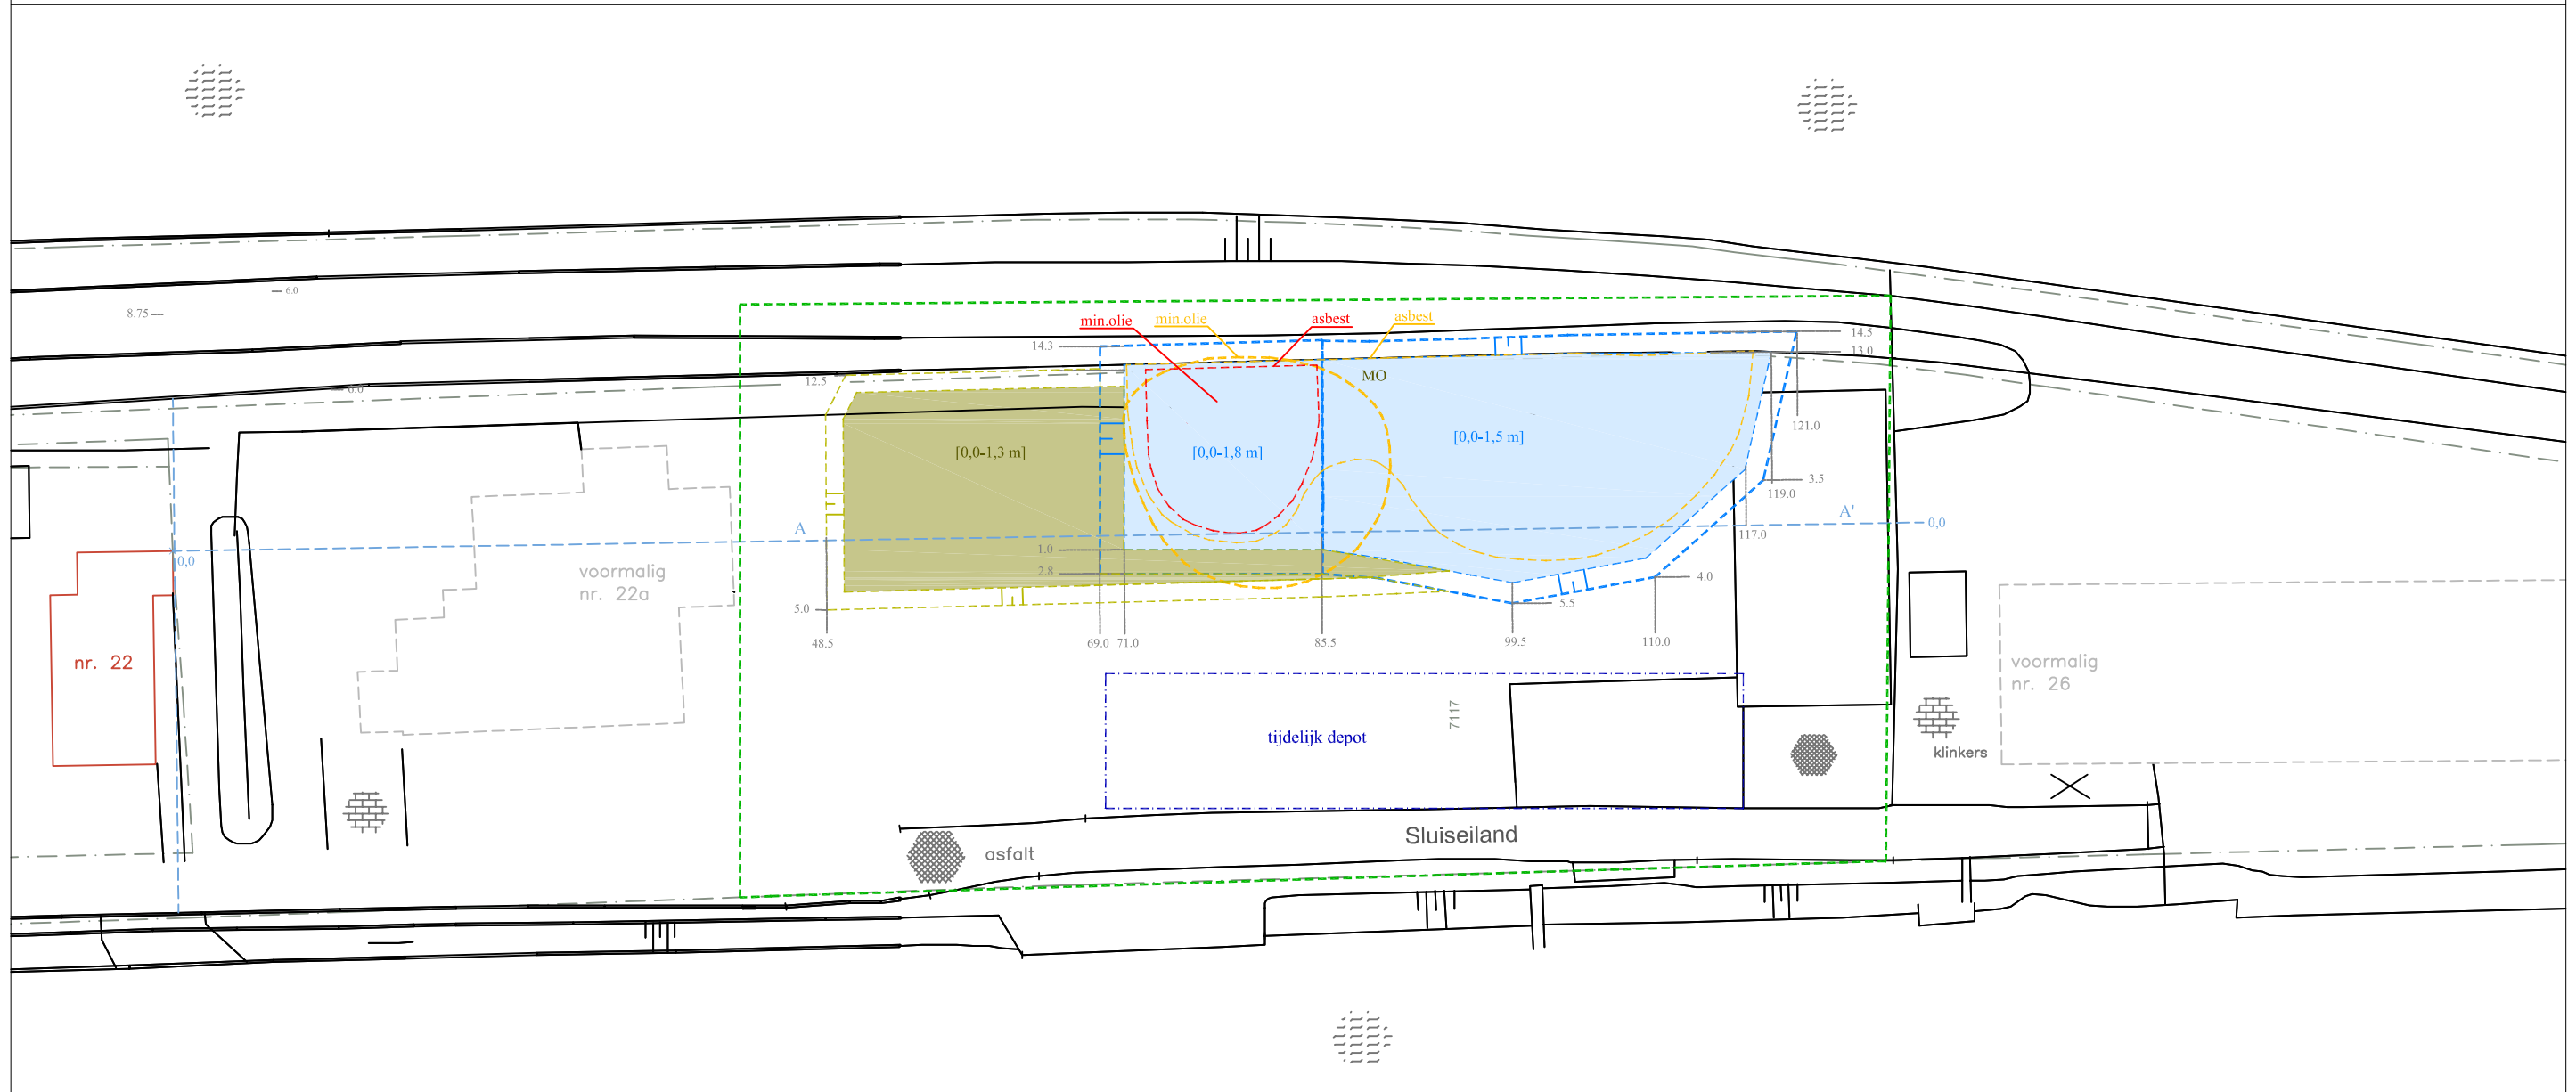 6.0
8.75
min.olie
min.olie
asbest
asbest
14.5
14.3
13.0
MO
12.5
0.0
121.0
[0,0-1,3 m]
[0,0-1,8 m]
[0,0-1,5 m]
3.5
119.0
A
A'
0,0
117.0
1.0
0,0
2.8
voormalig
nr. 22a
4.0
5.0
5.5
48.5
69.0
71.0
85.5
99.5
110.0
nr. 22
voormalig
nr. 26
7117
tijdelijk depot
klinkers
Sluiseiland
asfalt